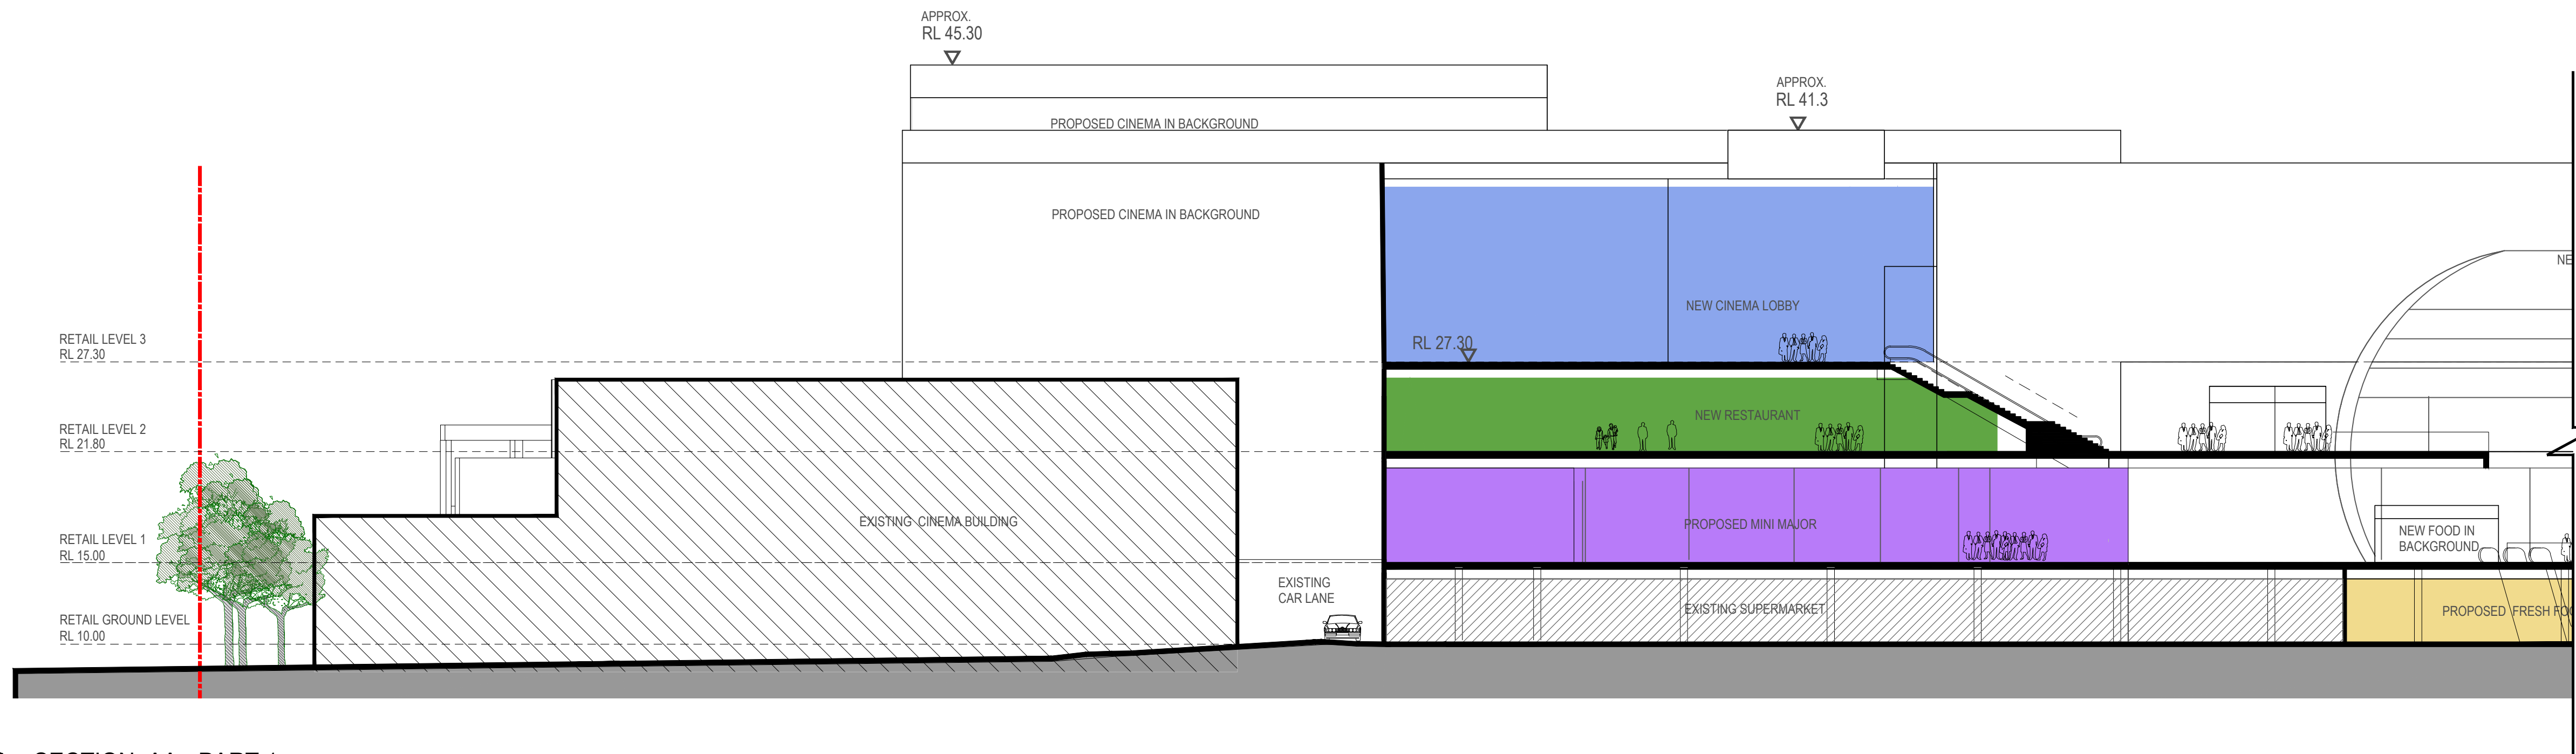 APPROX.
RL 45.30
APPROX.
RL 41.3
PROPOSED CINEMA IN BACKGROUND
PROPOSED CINEMA IN BACKGROUND
NEW CINEMA LOBBY
RETAIL LEVEL 3
RL 27.30
RL 27.30
NEW RESTAURANT
RETAIL LEVEL 2
RL 21.80
EXISTING CINEMA BUILDING
PROPOSED MINI MAJOR
NEW FOOD IN
BACKGROUND
RETAIL LEVEL 1
RL 15.00
EXISTING
CAR LANE
EXISTING SUPERMARKET
PROPOSED FRESH
RETAIL GROUND LEVEL
RL 10.00